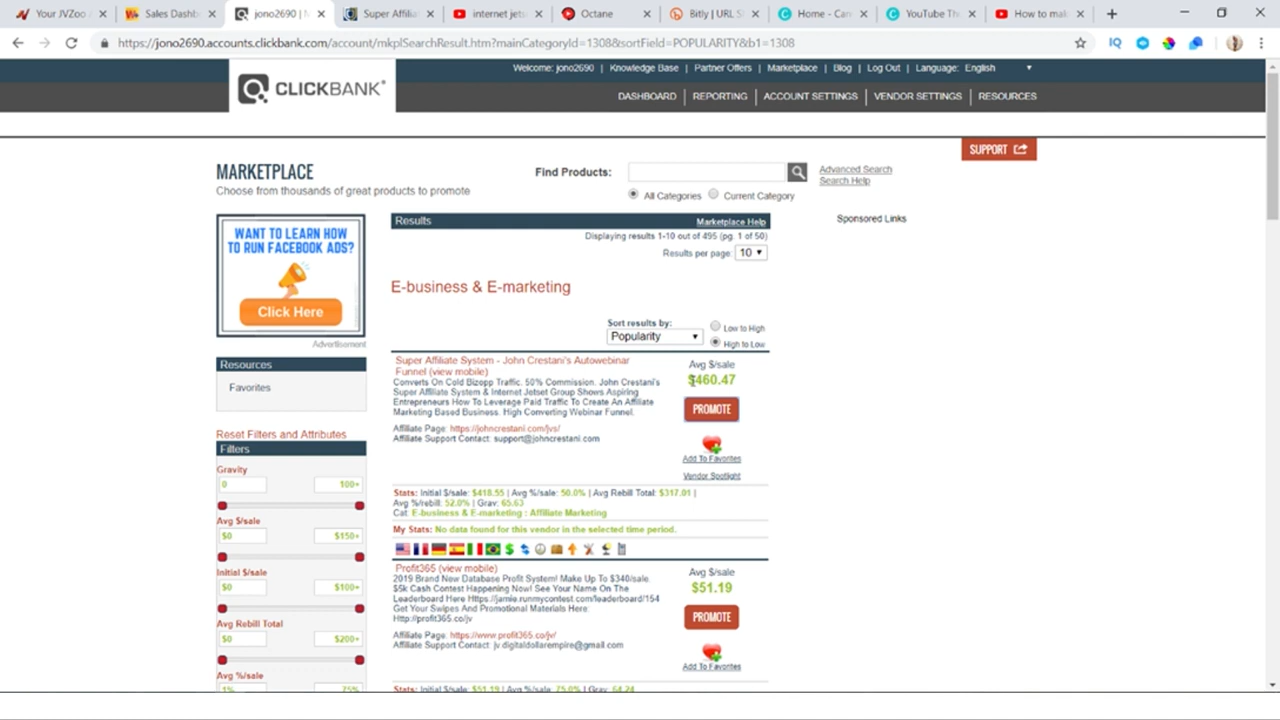 Your JVZoo
Sales Dashb
jono2690 |
Super Affilia
internet jets
Octane
Bitly | URL S
Home - Can
YouTube Th
How to mak
https://jono2690.accounts.clickbank.com/account/mkplSearchResult.htm?mainCategoryId=1308&sortField=POPULARITY&b1=1308
IQ
Welcome: jono2690 | Knowledge Base | Partner Offers | Marketplace | Blog | Log Out | Language: English
CLICKBANK
DASHBOARD | REPORTING | ACCOUNT SETTINGS | VENDOR SETTINGS | RESOURCES
SUPPORT
MARKETPLACE
Choose from thousands of great products to promote
Find Products:
Advanced Search
Search Help
All Categories
Current Category
WANT TO LEARN HOW
TO RUN FACEBOOK ADS?
Click Here
Advertisement
Resources
Favorites
Reset Filters and Attributes
Filters
Gravity
0
100+
Avg $/sale
$0
$150+
Initial $/sale
$0
$100+
Avg Rebill Total
$0
$200+
Avg %/sale
1%
75%
Results
Marketplace Help
Displaying results 1-10 out of 495 (pg. 1 of 50)
Results per page: 10
Sponsored Links
E-business & E-marketing
Sort results by:
Popularity
Low to High
High to Low
Super Affiliate System - John Crestani's Autowebinar
Funnel (view mobile)
Converts On Cold Bizopp Traffic. 50% Commission. John Crestani's
Super Affiliate System & Internet Jetset Group Shows Aspiring
Entrepreneurs How To Leverage Paid Traffic To Create An Affiliate
Marketing Based Business. High Converting Webinar Funnel.
Affiliate Page: https://johncrestani.com/jvs/
Affiliate Support Contact: support@johncrestani.com
Avg $/sale
$460.47
PROMOTE
Add To Favorites
Vendor Spotlight
Stats: Initial $/sale: $418.55 | Avg %/sale: 50.0% | Avg Rebill Total: $317.01 |
Avg %/rebill: 52.0% | Grav: 65.63
Cat: E-business & E-marketing : Affiliate Marketing
My Stats: No data found for this vendor in the selected time period.
Profit365 (view mobile)
2019 Brand New Database Profit System! Make Up To $340/sale
$5k Cash Contest Happening Now! See Your Name On The
Leaderboard Here Https://jamie.runmycontest.com/leaderboard/154
Get Your Swipes And Promotional Materials Here:
Http://profit365.co/jv
Affiliate Page: https://www.profit365.co/jv/
Affiliate Support Contact: jv.digitaldollarempire@gmail.com
Avg $/sale
$51.19
PROMOTE
Add To Favorites
Stats: Initial $/sale: $51.19 | Avg %/sale: 75.0% | Grav: 64.24